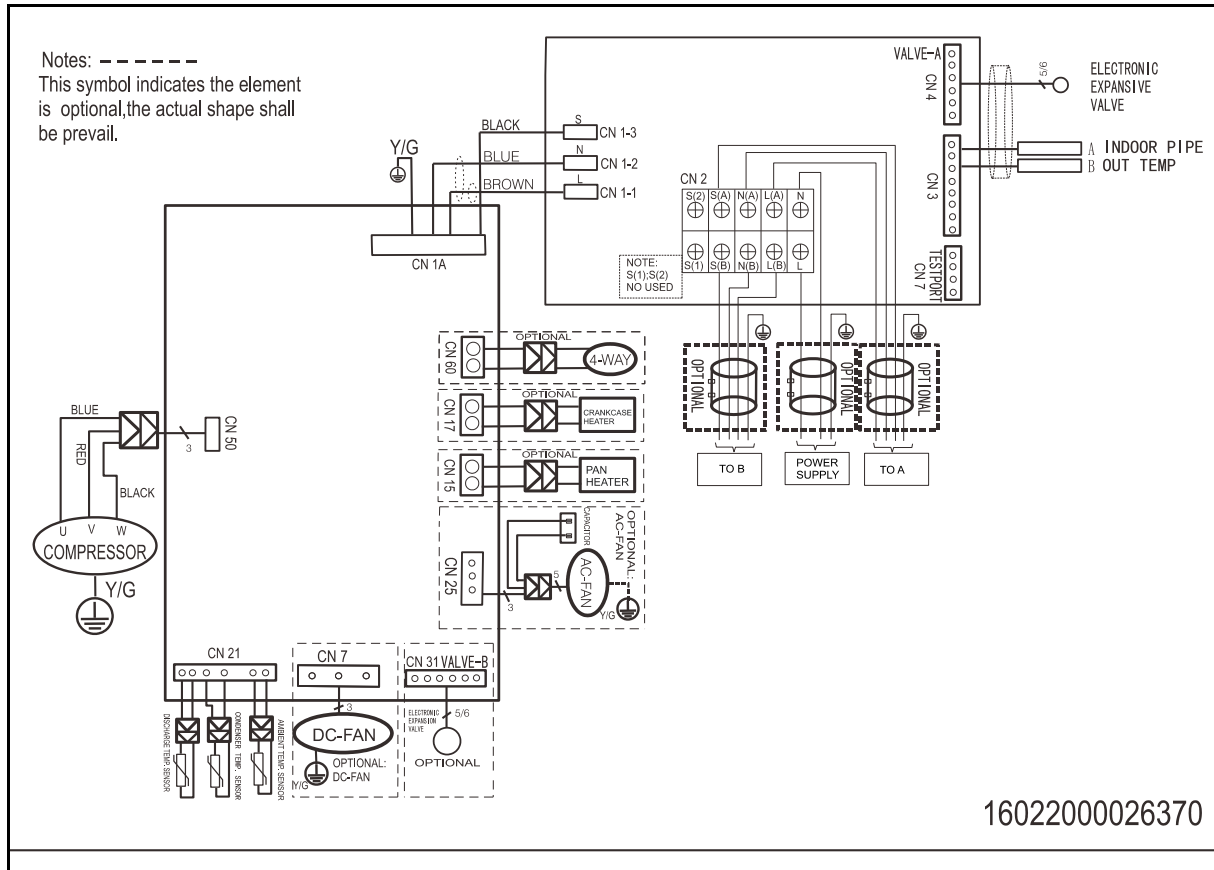 Notes: - - - - - -
This symbol indicates the element
is optional,the actual shape shall
be prevail.
Y/G
BLACK
BLUE
BROWN
S
CN 1-3
N
CN 1-2
L
CN 1-1
CN 1A
VALVE-A
CN 4
5/6
ELECTRONIC
EXPANSIVE
VALVE
CN 3
A INDOOR PIPE
B OUT TEMP
TESTPORT
CN 7
CN 2
S(2) S(A) N(A) L(A) N
S(1) S(B) N(B) L(B) L
NOTE:
S(1);S(2)
NO USED
OPTIONAL
OPTIONAL
OPTIONAL
TO B
POWER
SUPPLY
TO A
CN 60
OPTIONAL
4-WAY
CN 17
OPTIONAL
CRANKCASE
HEATER
CN 15
OPTIONAL
PAN
HEATER
CN 25
3
CAPACITOR
5
AC-FAN
OPTIONAL:
AC-FAN
Y/G
BLUE
RED
BLACK
3
CN 50
U V W
COMPRESSOR
Y/G
CN 21
DISCHARGE TEMP. SENSOR
CONDENSER TEMP. SENSOR
AMBIENT TEMP. SENSOR
CN 7
3
DC-FAN
Y/G
OPTIONAL:
DC-FAN
CN 31 VALVE-B
ELECTRONIC
EXPANSION
VALVE
5/6
OPTIONAL
16022000026370